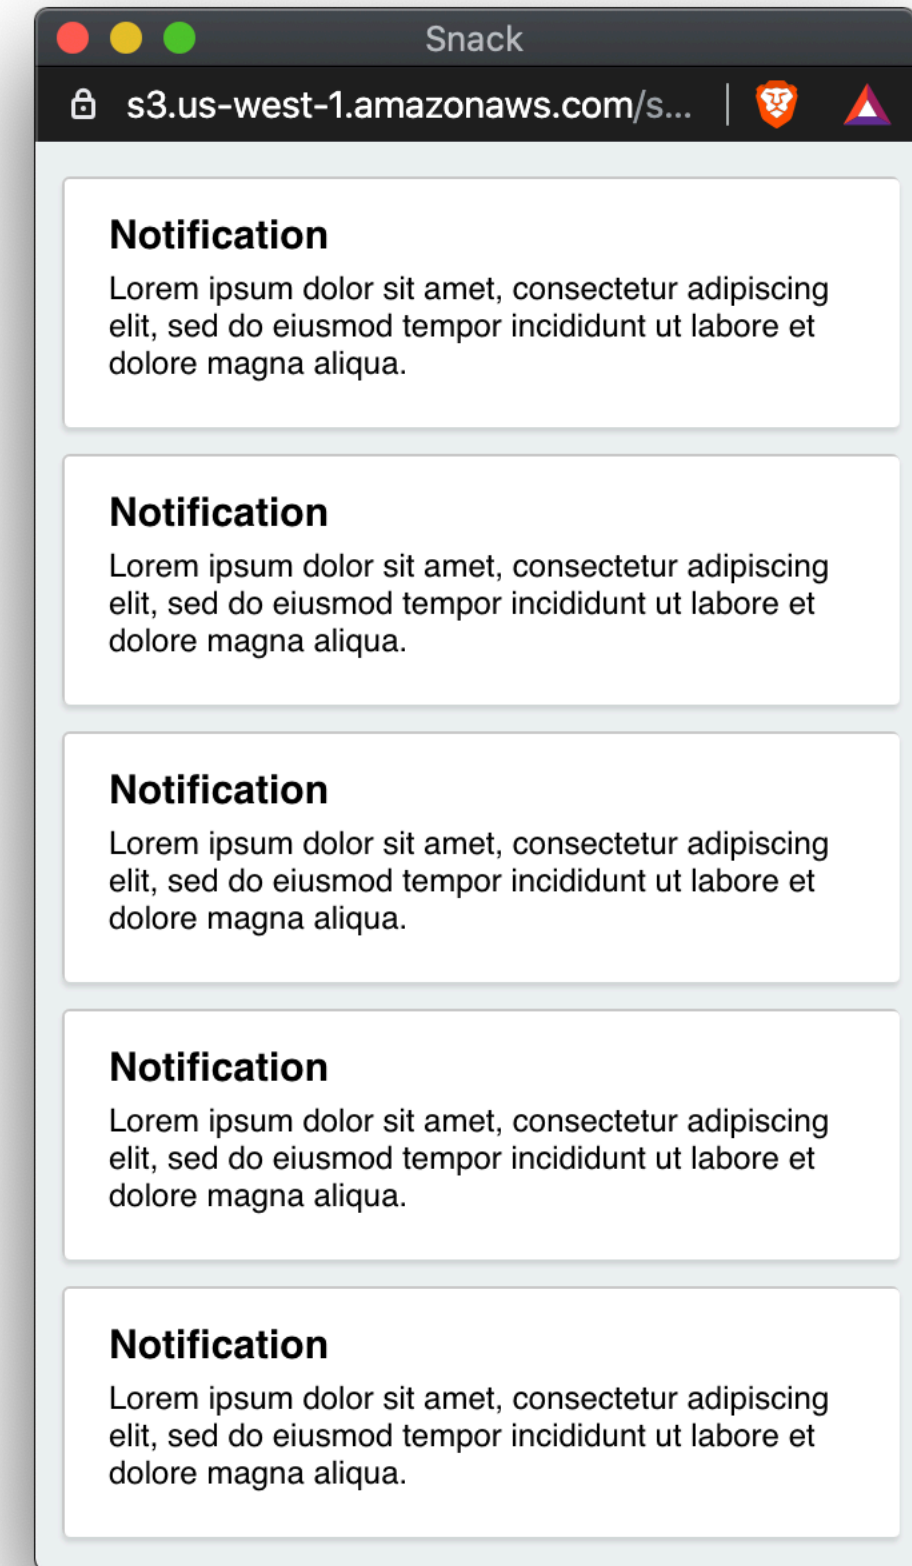 Snack
s3.us-west-1.amazonaws.com/s...
Notification
Lorem ipsum dolor sit amet, consectetur adipiscing
elit, sed do eiusmod tempor incididunt ut labore et
dolore magna aliqua.
Notification
Lorem ipsum dolor sit amet, consectetur adipiscing
elit, sed do eiusmod tempor incididunt ut labore et
dolore magna aliqua.
Notification
Lorem ipsum dolor sit amet, consectetur adipiscing
elit, sed do eiusmod tempor incididunt ut labore et
dolore magna aliqua.
Notification
Lorem ipsum dolor sit amet, consectetur adipiscing
elit, sed do eiusmod tempor incididunt ut labore et
dolore magna aliqua.
Notification
Lorem ipsum dolor sit amet, consectetur adipiscing
elit, sed do eiusmod tempor incididunt ut labore et
dolore magna aliqua.